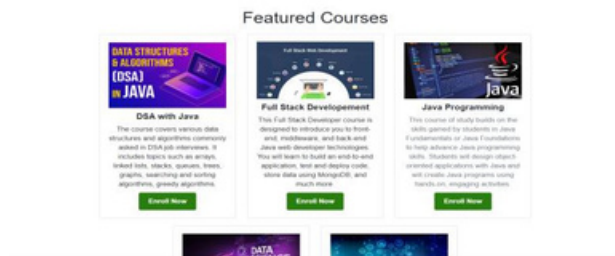 Featured Courses
DATA STRUCTURES
& ALGORITHMS
(DSA)
IN JAVA
DSA with Java
The course covers various data
structures and algorithms commonly
asked in DSA job interviews. It
includes topics such as arrays,
linked lists, stacks, queues, trees,
graphs, searching and sorting
algorithms, greedy algorithms.
Enroll Now
Full Stack Web Development
Full Stack Developement
This Full Stack Developer course is
designed to introduce you to front-
end, middleware, and back-end
Java web developer technologies.
You will learn to build an end-to-end
application, test and deploy code,
store data using MongoDB, and
much more.
Enroll Now
Java
Java Programming
This course of study builds on the
skills gained by students in Java
Fundamentals or Java Foundations
to help advance Java programming
skills. Students will design object-
oriented applications with Java and
will create Java programs using
hands-on, engaging activities.
Enroll Now
DATA